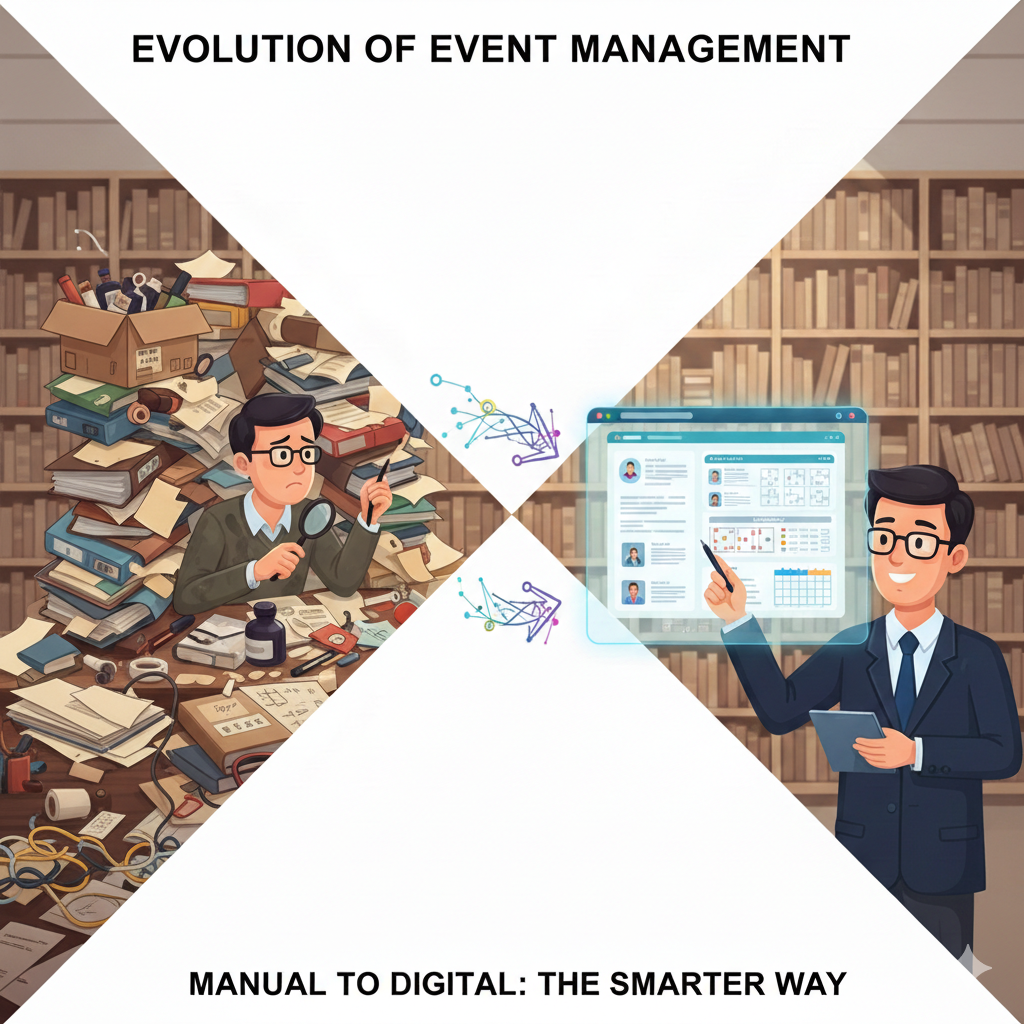 EVOLUTION OF EVENT MANAGEMENT
MANUAL TO DIGITAL: THE SMARTER WAY